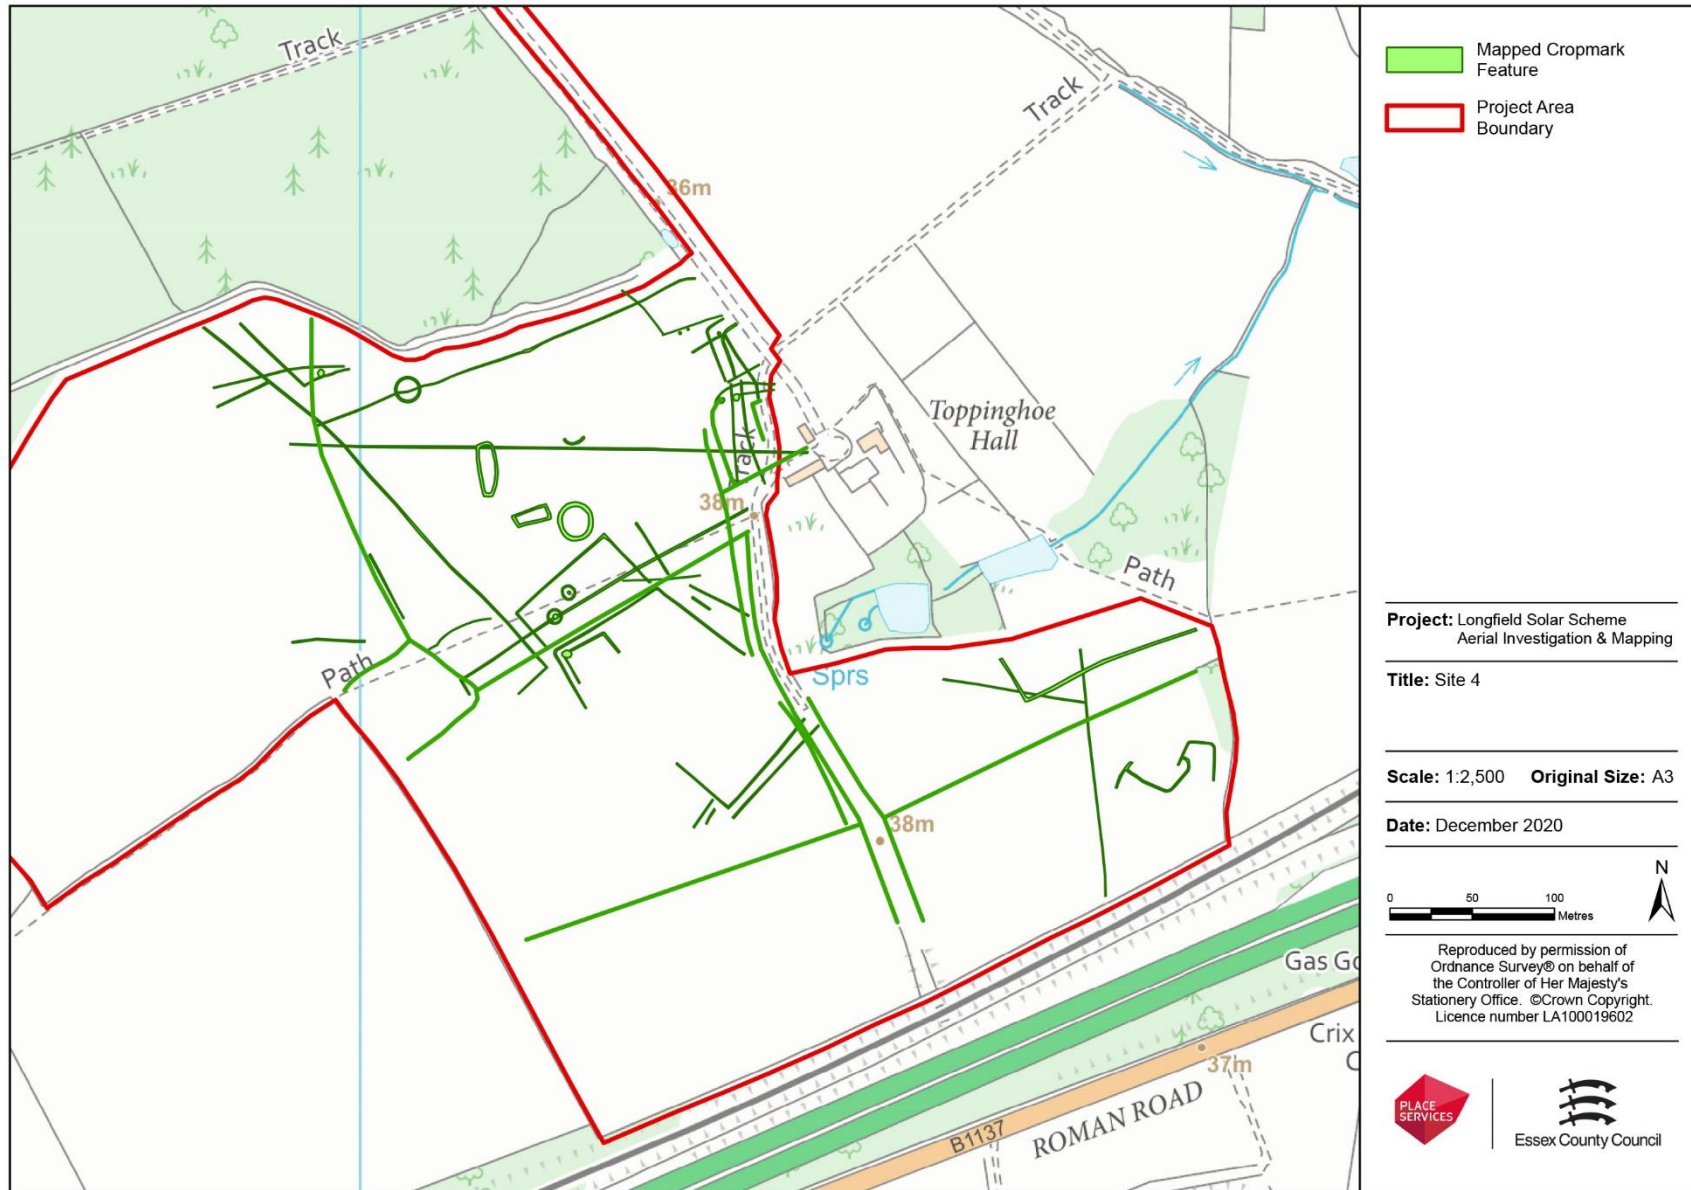 Track
Track
36m
Toppinghoe
Hall
Track
38m
Path
Path
Sprs
38m
Gas Go
Crix
C
37m
B1137
ROMAN ROAD
Mapped Cropmark
Feature
Project Area
Boundary
Project: Longfield Solar Scheme
Aerial Investigation & Mapping
Title: Site 4
Scale: 1:2,500 Original Size: A3
Date: December 2020
N
0 50 100
Metres
Reproduced by permission of
Ordnance Survey® on behalf of
the Controller of Her Majesty's
Stationery Office. ©Crown Copyright.
Licence number LA100019602
PLACE
SERVICES
Essex County Council